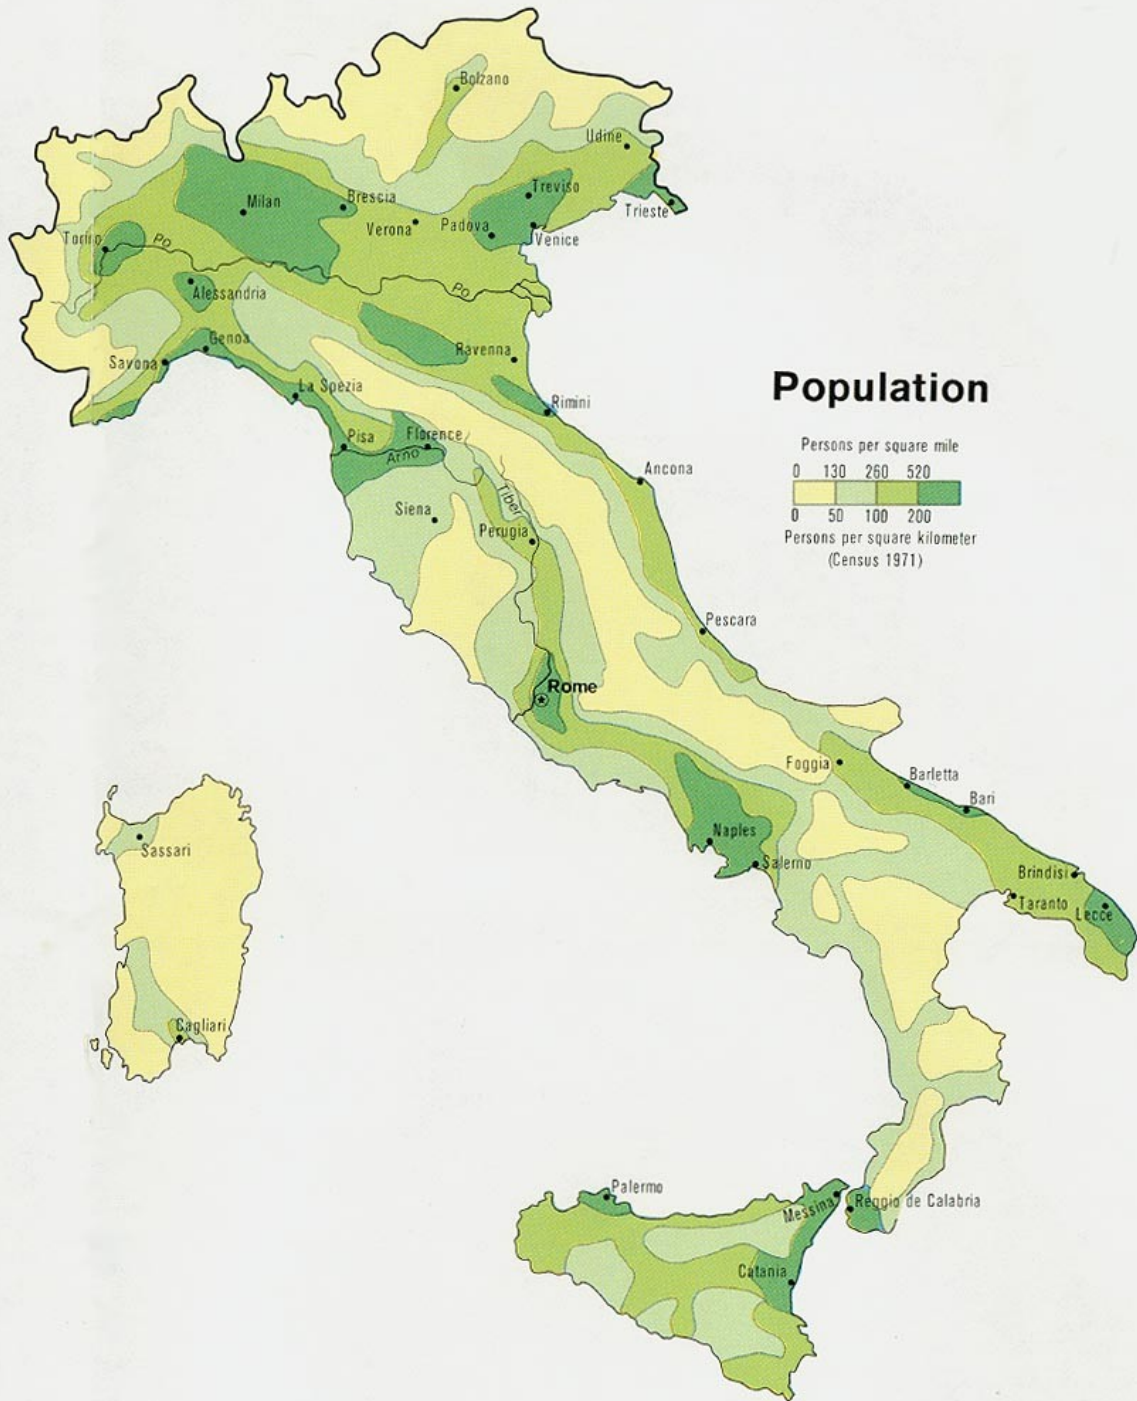 Bolzano
Udine
Treviso
Milan
Brescia
Trieste
Verona
Padova
Venice
Torino
Po
Po
Alessandria
Genoa
Ravenna
Savona
La Spezia
Rimini
Population
Pisa
Florence
Arno
Persons per square mile
0 130 260 520
0 50 100 200
Persons per square kilometer
(Census 1971)
Ancona
Siena
Tiber
Perugia
Pescara
Rome
Foggia
Barletta
Bari
Naples
Salerno
Sassari
Brindisi
Taranto
Lecce
Cagliari
Palermo
Messina
Reggio de Calabria
Catania